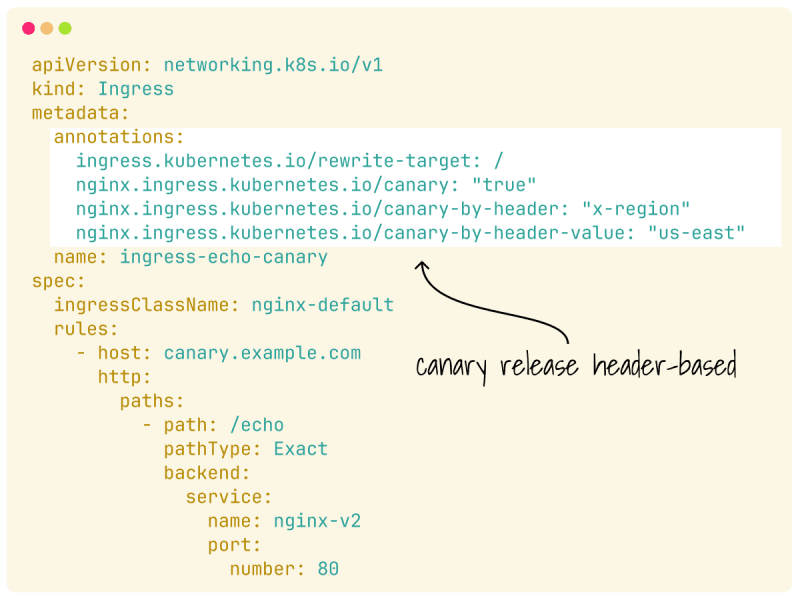 apiVersion: networking.k8s.io/v1
kind: Ingress
metadata:
  annotations:
    ingress.kubernetes.io/rewrite-target: /
    nginx.ingress.kubernetes.io/canary: "true"
    nginx.ingress.kubernetes.io/canary-by-header: "x-region"
    nginx.ingress.kubernetes.io/canary-by-header-value: "us-east"
  name: ingress-echo-canary
spec:
  ingressClassName: nginx-default
  rules:
    - host: canary.example.com
      http:
        paths:
          - path: /echo
            pathType: Exact
            backend:
              service:
                name: nginx-v2
                port:
                  number: 80
canary release header-based